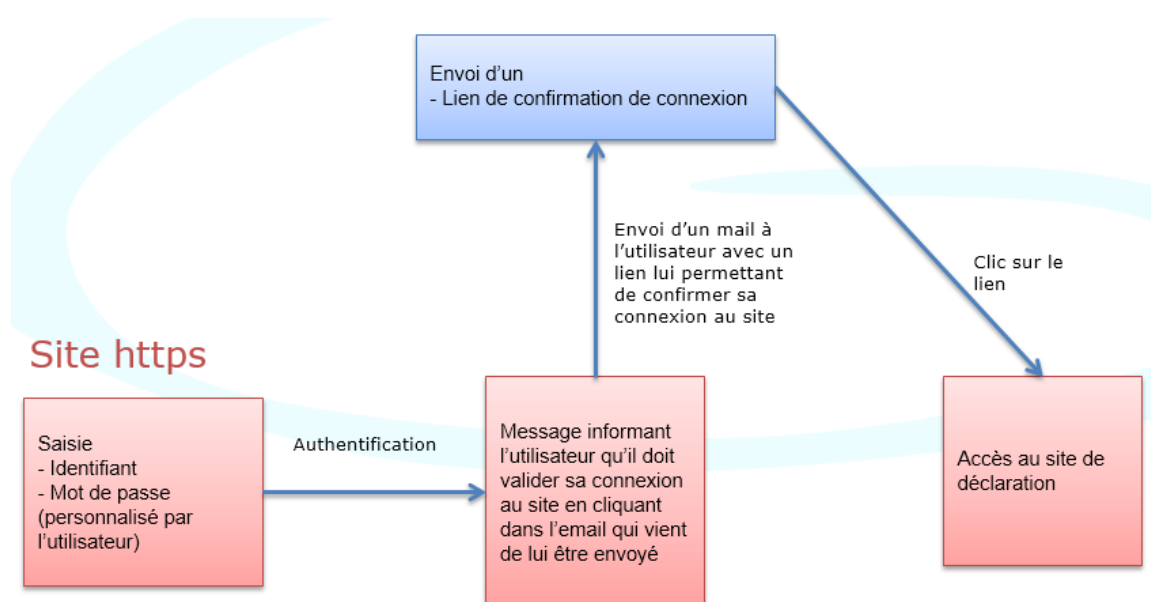 Envoi d’un
- Lien de confirmation de connexion
Envoi d’un mail à
l’utilisateur avec un
lien lui permettant
de confirmer sa
connexion au site
Clic sur le
lien
Site https
Saisie
- Identifiant
- Mot de passe
(personnalisé par
l’utilisateur)
Authentification
Message informant
l’utilisateur qu’il doit
valider sa connexion
au site en cliquant
dans l’email qui vient
de lui être envoyé
Accès au site de
déclaration